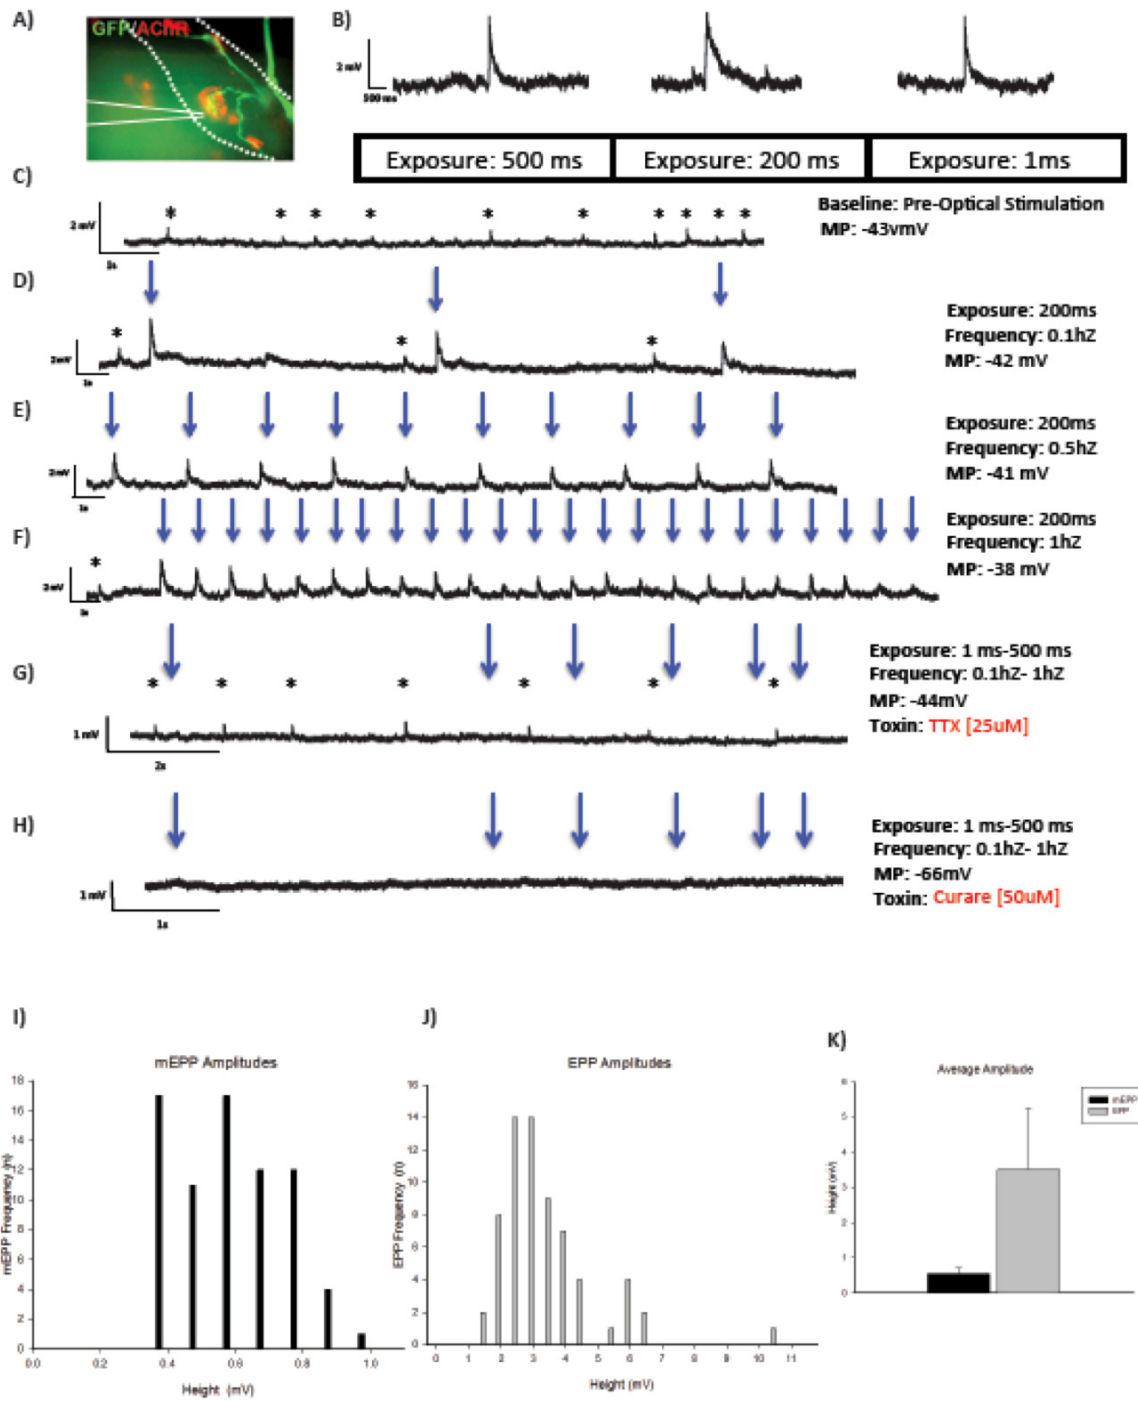 A)
GFP/AChR
B)
2 mV
500 ms
Exposure: 500 ms
Exposure: 200 ms
Exposure: 1ms
C)
* * * * * * * * * *
Baseline: Pre-Optical Stimulation
MP: -43vmV
2 mV
D)
* * *
Exposure: 200ms
Frequency: 0.1hZ
MP: -42 mV
2mV
E)
Exposure: 200ms
Frequency: 0.5hZ
MP: -41 mV
2mV
F)
*
Exposure: 200ms
Frequency: 1hZ
MP: -38 mV
2mV
G)
* * * * * * *
Exposure: 1 ms-500 ms
Frequency: 0.1hZ- 1hZ
MP: -44mV
Toxin: TTX [25uM]
1 mV
2s
H)
Exposure: 1 ms-500 ms
Frequency: 0.1hZ- 1hZ
MP: -66mV
Toxin: Curare [50uM]
1 mV
1s
I)
mEPP Amplitudes
mEPP Frequency (n)
18
16
14
12
10
8
6
4
2
0
0.0 0.2 0.4 0.6 0.8 1.0
Height (mV)
J)
EPP Amplitudes
EPP Frequency (n)
16
14
12
10
8
6
4
2
0
0 1 2 3 4 5 6 7 8 9 10 11
Height (mV)
K)
Average Amplitude
mEPP
EPP
Height (mV)
6
5
4
3
2
1
0